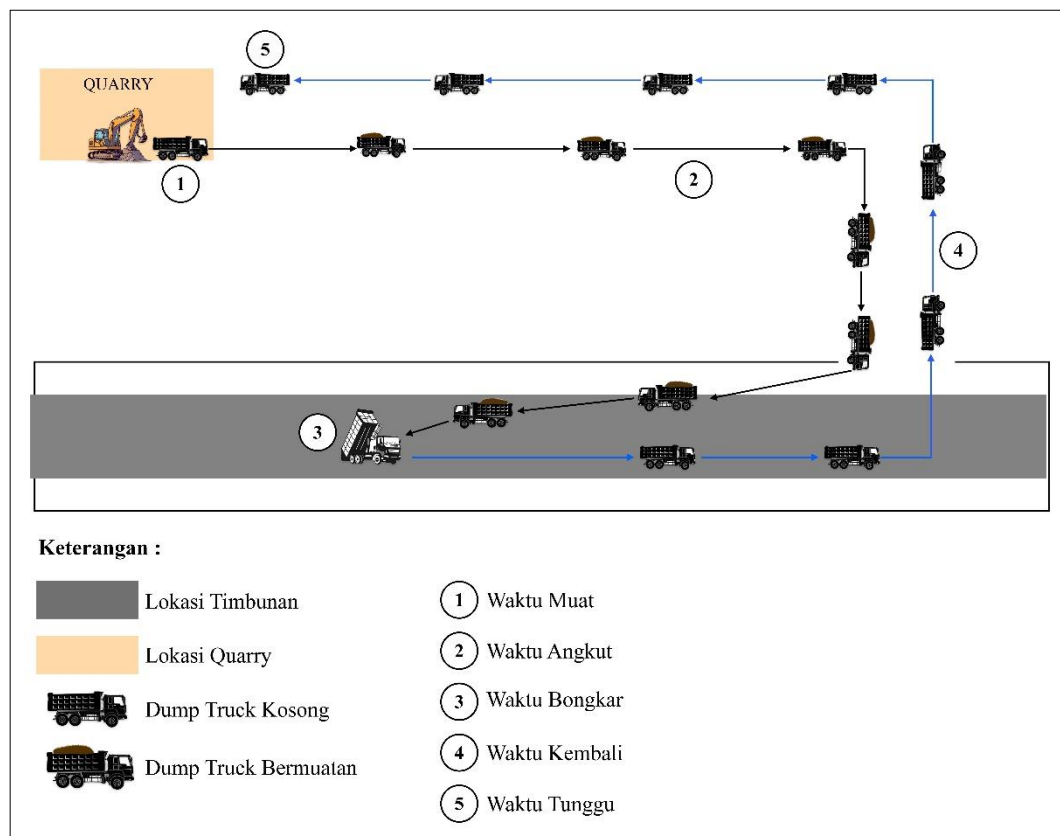 5
QUARRY
1
2
4
3
Keterangan :
Lokasi Timbunan
Lokasi Quarry
Dump Truck Kosong
Dump Truck Bermuatan
1 Waktu Muat
2 Waktu Angkut
3 Waktu Bongkar
4 Waktu Kembali
5 Waktu Tunggu